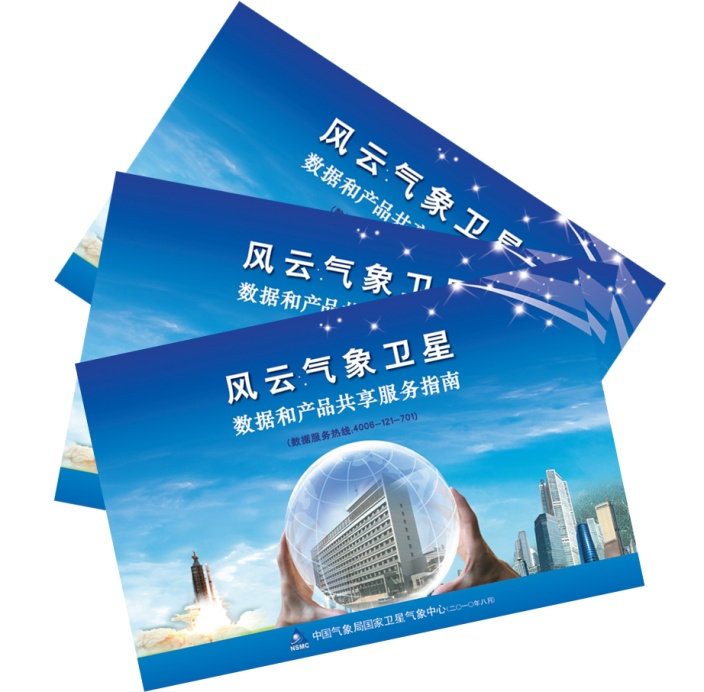 风云气象卫星
数据和产品共
风云气象卫星
数据和产品共
风云气象卫星
数据和产品共享服务指南
(数据服务热线:4006-121-701)
NSMC
中国气象局国家卫星气象中心(二〇一〇年八月)